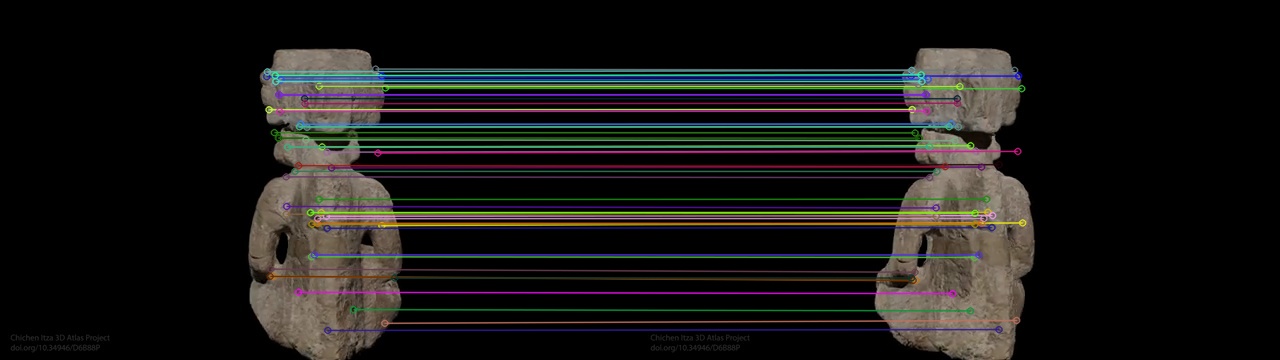 Chichen Itza 3D Atlas Project
doi.org/10.34946/D6B88P
Chichen Itza 3D Atlas Project
doi.org/10.34946/D6B88P